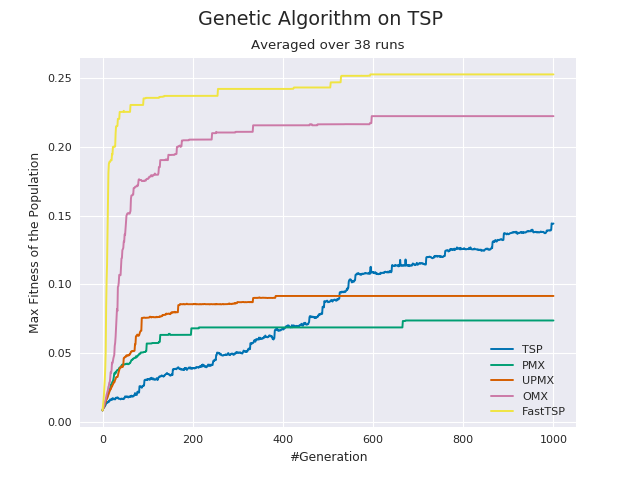 Genetic Algorithm on TSP
Averaged over 38 runs
Max Fitness of the Population
0.25
0.20
0.15
0.10
0.05
0.00
0
200
400
600
800
1000
#Generation
TSP
PMX
UPMX
OMX
FastTSP